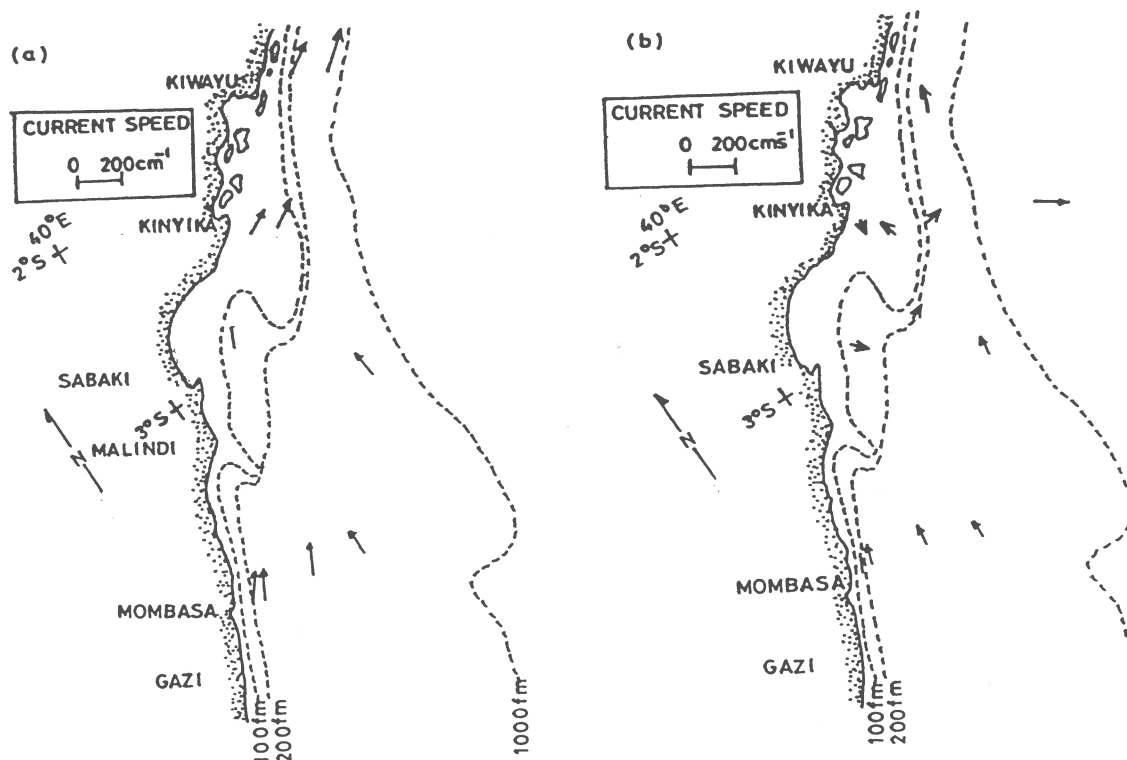 (a)
KIWAYU
CURRENT SPEED
0 200cm⁻¹
KINYIKA
40°E
2°S
SABAKI
3°S
MALINDI
N
MOMBASA
GAZI
100fm
200fm
1000fm
(b)
KIWAYU
CURRENT SPEED
0 200cms⁻¹
KINYIKA
40°E
2°S
SABAKI
3°S
MALINDI
N
MOMBASA
GAZI
100fm
200fm